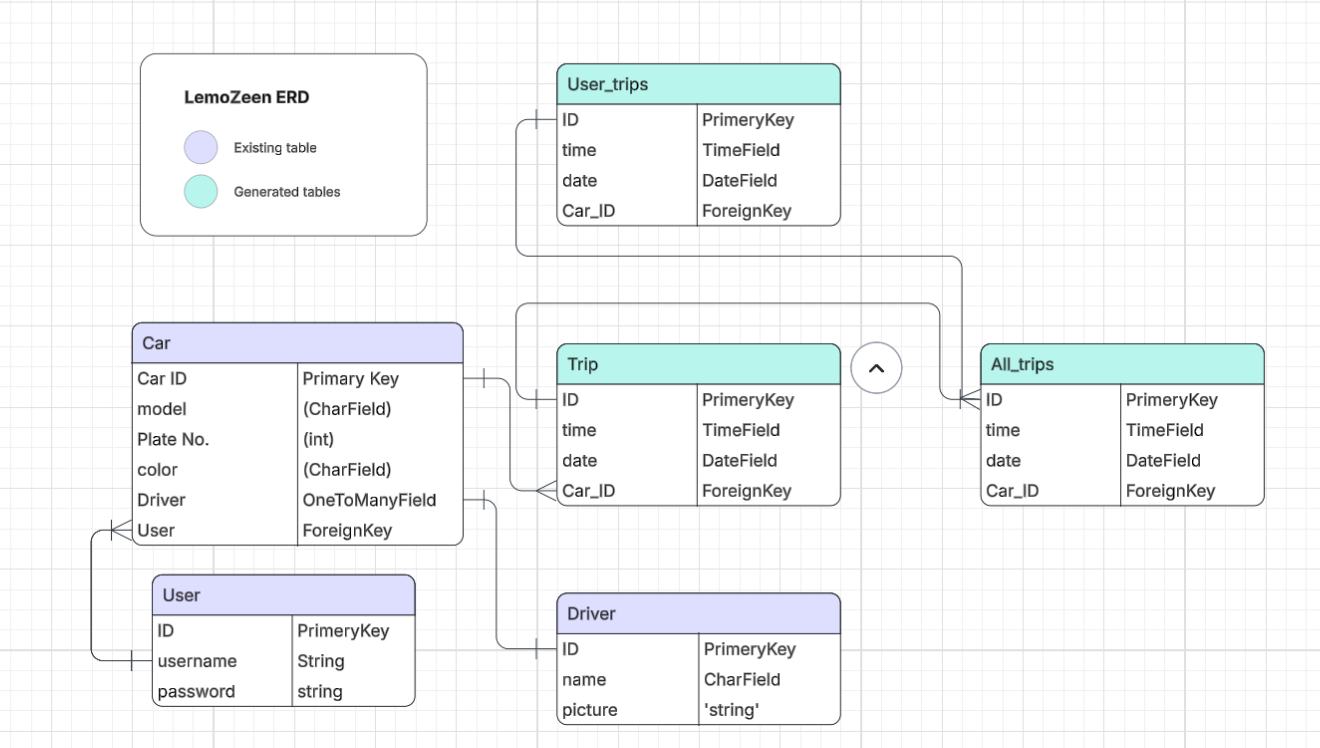 LemoZeen ERD
Existing table
Generated tables
User_trips
ID PrimeryKey
time TimeField
date DateField
Car_ID ForeignKey
Car
Car ID Primary Key
model (CharField)
Plate No. (int)
color (CharField)
Driver OneToManyField
User ForeignKey
Trip
ID PrimeryKey
time TimeField
date DateField
Car_ID ForeignKey
All_trips
ID PrimeryKey
time TimeField
date DateField
Car_ID ForeignKey
User
ID PrimeryKey
username String
password string
Driver
ID PrimeryKey
name CharField
picture 'string'